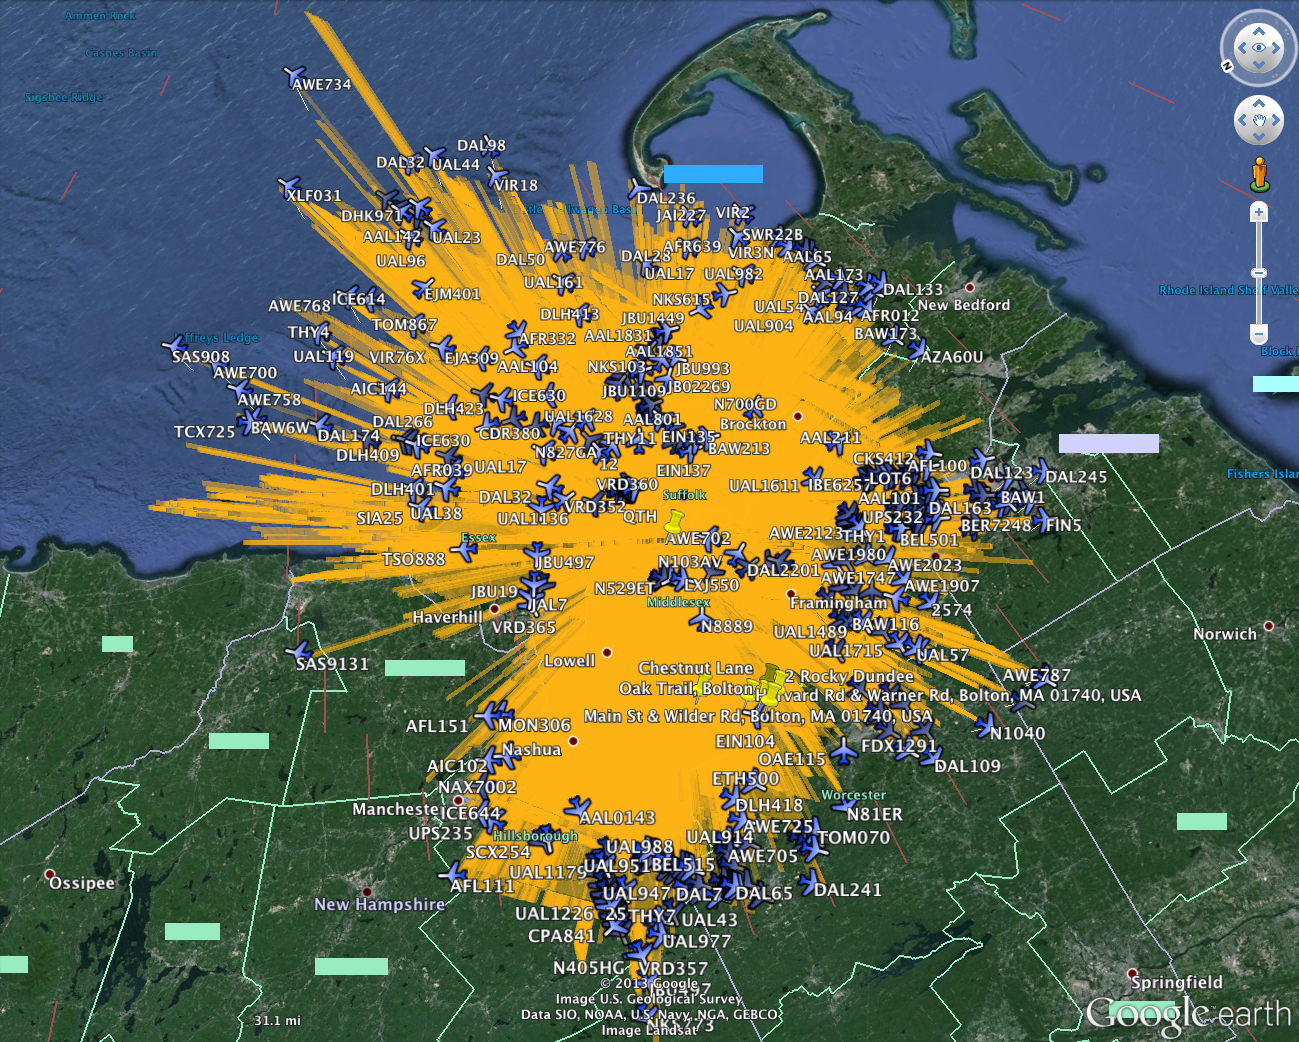 Ammen Rock
Cashes Basin
Sigsbee Ridge
AWE734
DAL98
DAL32
UAL44
VIR18
XLF031
DAL236
DHK971
JAI227
VIR2
AAL142
UAL23
SWR22B
AWE776
AFR639
VIR3N
AAL65
UAL96
DAL50
DAL28
UAL17
UAL982
AAL173
UAL161
EJM401
DAL133
AWE768
ICE614
NKS615
DAL127
New Bedford
Rhode Island Shelf Valley
DLH413
JBU1449
UAL54
AAL94
AFR012
THY4
TOM867
AFR332
AAL1831
UAL904
BAW173
Jeffreys Ledge
SAS908
UAL119
VIR76X
EJA309
AAL1851
AZA60U
Block I
AWE700
AAL104
NKS103
JBU993
AIC144
JBU1109
AWE758
ICE630
DLH423
N700GD
TCX725
BAW6W
DAL266
UAL1628
AAL801
Brockton
DAL174
ICE630
CDR380
THY11
EIN135
AAL211
DLH409
N827GA
BAW213
AFR039
UAL17
12
EIN137
CKS412
AFL100
DAL123
DAL245
Fishers Islan
DLH401
DAL32
VRD360
UAL1611
IBE6257
LOT6
Suffolk
AAL101
BAW1
SIA25
UAL38
UAL1136
VRD352
QTH
UPS232
DAL163
BER7248
FIN5
Essex
AWE702
AWE2123
THY1
BEL501
TSO888
JBU497
N103AV
DAL2201
AWE1980
AWE2023
JBU19
N529ET
LXJ550
AWE1747
AWE1907
JAL7
Middlesex
Framingham
2574
Haverhill
VRD365
N8889
UAL1489
BAW116
Norwich
SAS9131
Lowell
UAL1715
UAL57
Chestnut Lane
2 Rocky Dundee
AWE787
Oak Trail, Bolton
Harvard Rd & Warner Rd, Bolton, MA 01740, USA
AFL151
MON306
Main St & Wilder Rd, Bolton, MA 01740, USA
N1040
Nashua
EIN104
FDX1291
AIC102
OAE115
DAL109
NAX7002
ETH500
Worcester
Manchester
ICE644
AAL0143
DLH418
N81ER
UPS235
Hillsborough
UAL914
AWE725
TOM070
SCX254
UAL988
AWE705
Ossipee
UAL1179
UAL951
BEL515
AFL111
UAL947
DAL7
DAL65
DAL241
New Hampshire
UAL1226
25
THY7
UAL43
CPA841
UAL977
N405HG
VRD357
Springfield
© 2013 Google
Image U.S. Geological Survey
Data SIO, NOAA, U.S. Navy, NGA, GEBCO
Image Landsat
31.1 mi
Google earth
N